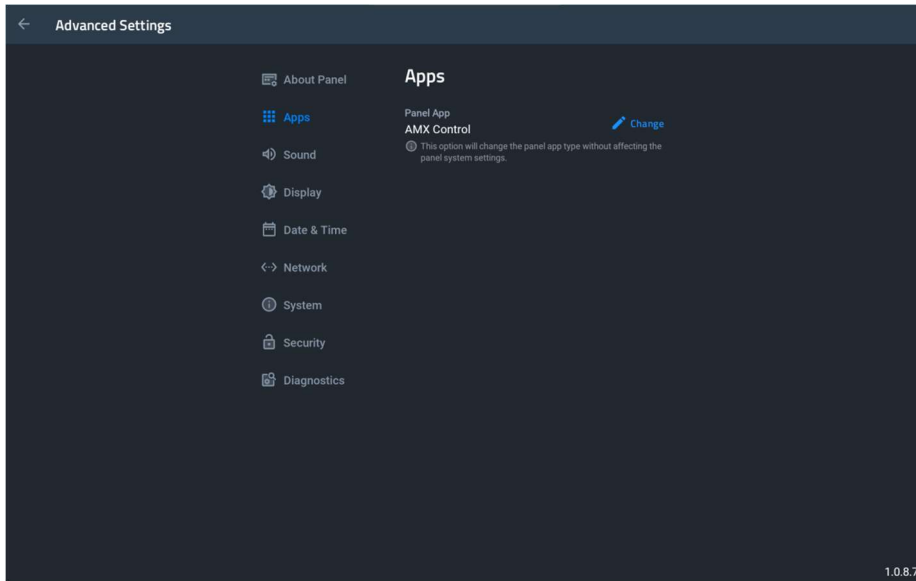 Advanced Settings
About Panel
Apps
Sound
Display
Date & Time
Network
System
Security
Diagnostics
Apps
Panel App
AMX Control
Change
This option will change the panel app type without affecting the
panel system settings.
1.0.8.7